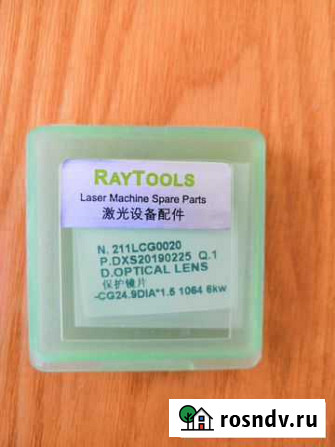 RAYTOOLS
Laser Machine Spare Parts
激光设备配件
N. 211LCG0020
P.DXS20190225 Q.1
D.OPTICAL LENS
保护镜片
-CG24.9DIA*1.5 1064 6kw
rosndv.ru